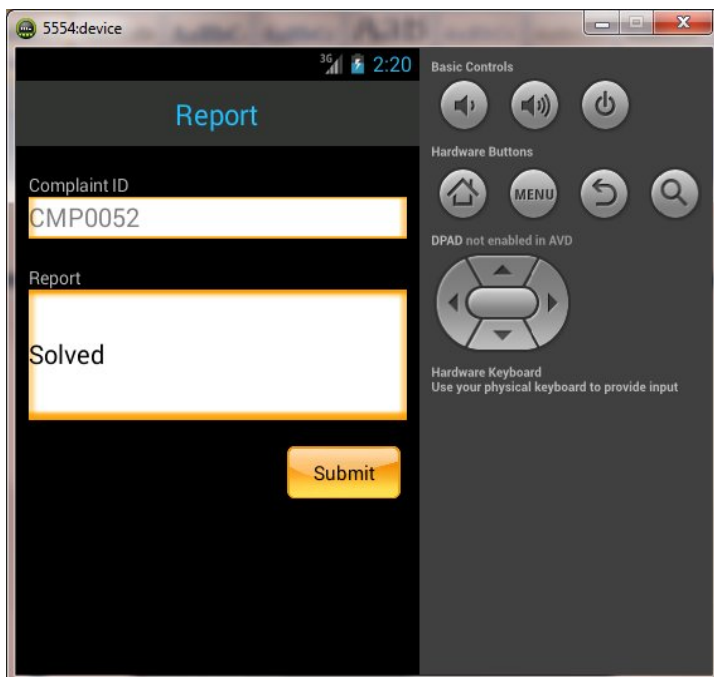 5554:device
3G 2:20
Report
Complaint ID
CMP0052
Report
Solved
Submit
Basic Controls
Hardware Buttons
MENU
DPAD not enabled in AVD
Hardware Keyboard
Use your physical keyboard to provide input